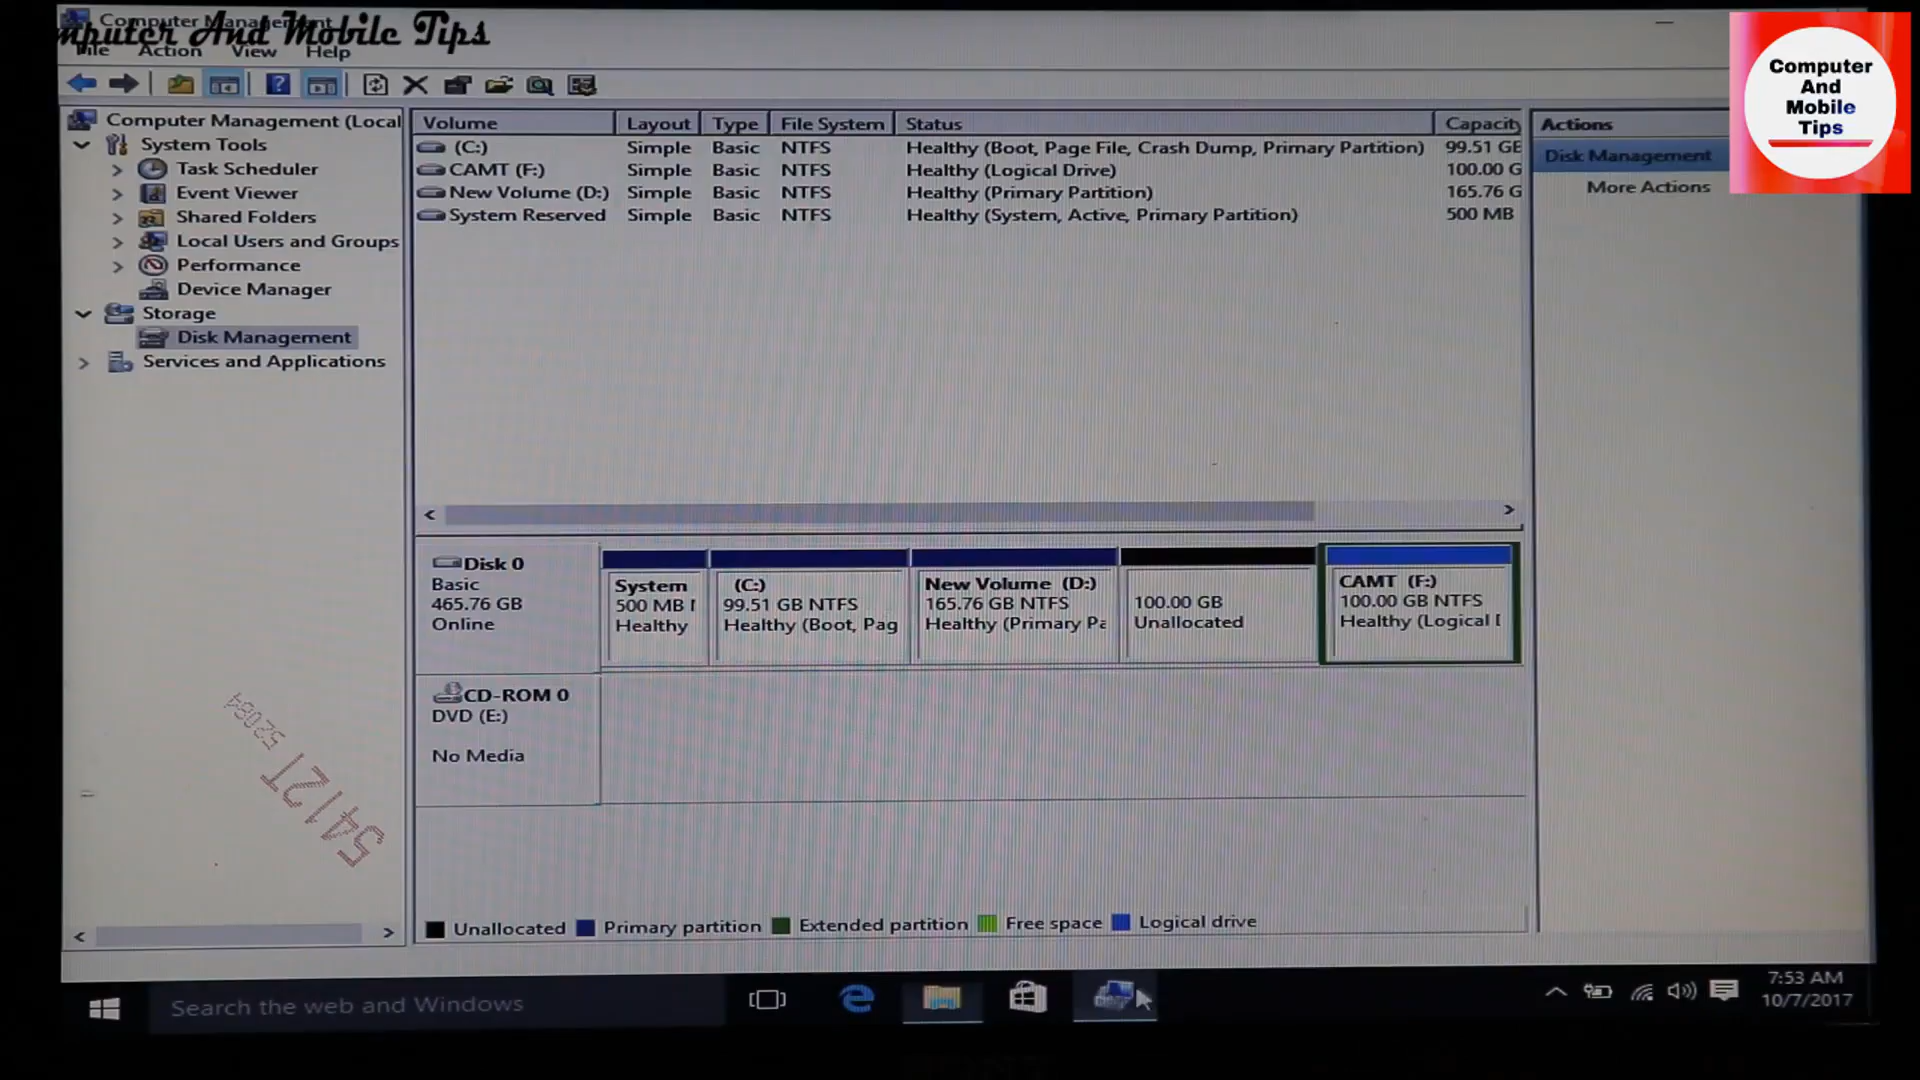 Computer Management
mputer And Mobile Tips
File Action View Help
Computer
And
Mobile
Tips
Computer Management (Local
System Tools
Task Scheduler
Event Viewer
Shared Folders
Local Users and Groups
Performance
Device Manager
Storage
Disk Management
Services and Applications
Volume Layout Type File System Status Capacity
(C:) Simple Basic NTFS Healthy (Boot, Page File, Crash Dump, Primary Partition) 99.51 GB
CAMT (F:) Simple Basic NTFS Healthy (Logical Drive) 100.00 G
New Volume (D:) Simple Basic NTFS Healthy (Primary Partition) 165.76 G
System Reserved Simple Basic NTFS Healthy (System, Active, Primary Partition) 500 MB
Actions
Disk Management
More Actions
Disk 0
Basic
465.76 GB
Online
System
500 MB
Healthy
(C:)
99.51 GB NTFS
Healthy (Boot, Pag
New Volume (D:)
165.76 GB NTFS
Healthy (Primary Pa
100.00 GB
Unallocated
CAMT (F:)
100.00 GB NTFS
Healthy (Logical
CD-ROM 0
DVD (E:)
No Media
54/12T 52084
Unallocated Primary partition Extended partition Free space Logical drive
Search the web and Windows
7:53 AM
10/7/2017